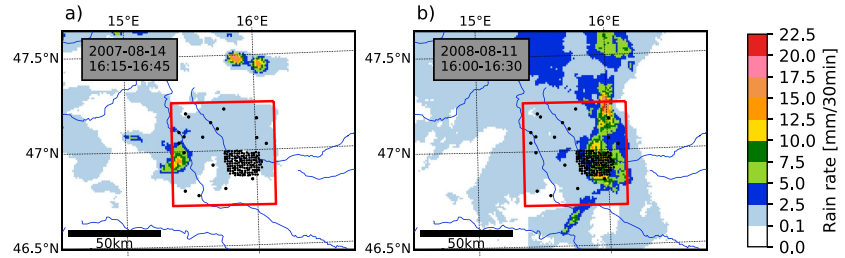 a)
15°E
16°E
47.5°N
47°N
46.5°N
2007-08-14
16:15-16:45
50km
b)
15°E
16°E
47.5°N
47°N
46.5°N
2008-08-11
16:00-16:30
50km
22.5
20.0
17.5
15.0
12.5
10.0
7.5
5.0
2.5
0.1
0.0
Rain rate [mm/30min]